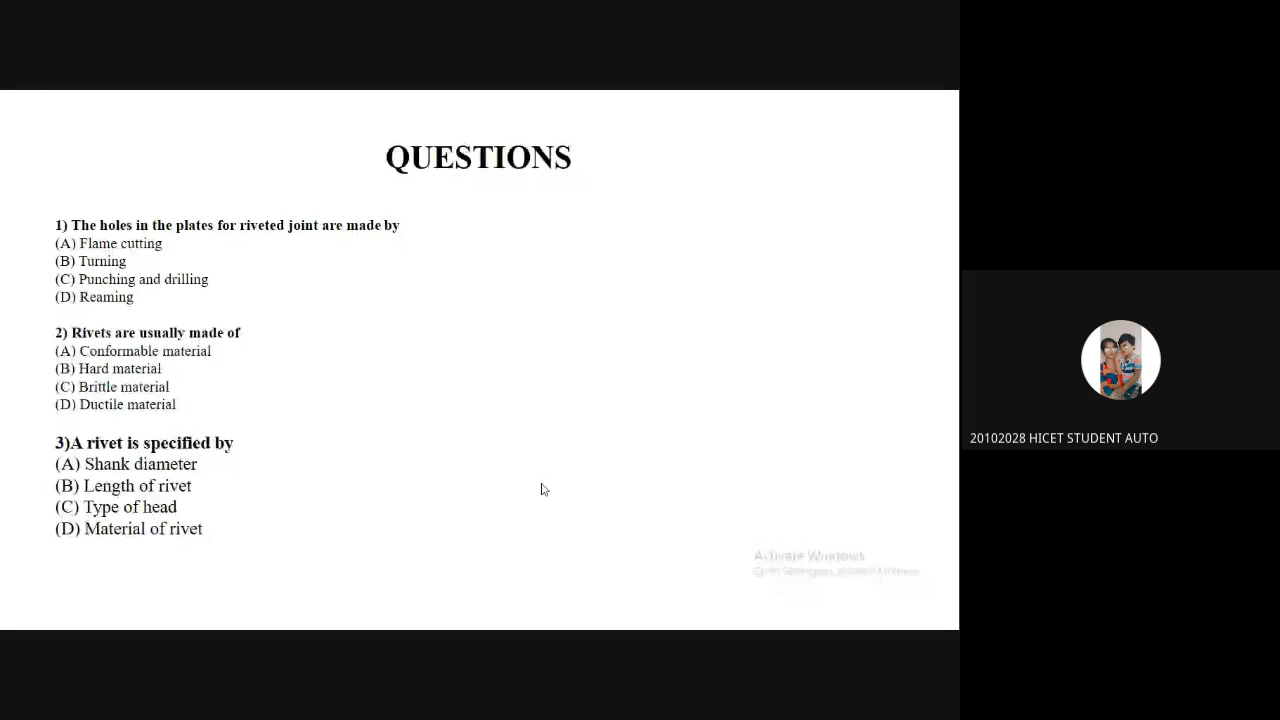 QUESTIONS
1) The holes in the plates for riveted joint are made by
(A) Flame cutting
(B) Turning
(C) Punching and drilling
(D) Reaming
2) Rivets are usually made of
(A) Conformable material
(B) Hard material
(C) Brittle material
(D) Ductile material
3)A rivet is specified by
(A) Shank diameter
(B) Length of rivet
(C) Type of head
(D) Material of rivet
Activate Windows
20102028 HICET STUDENT AUTO